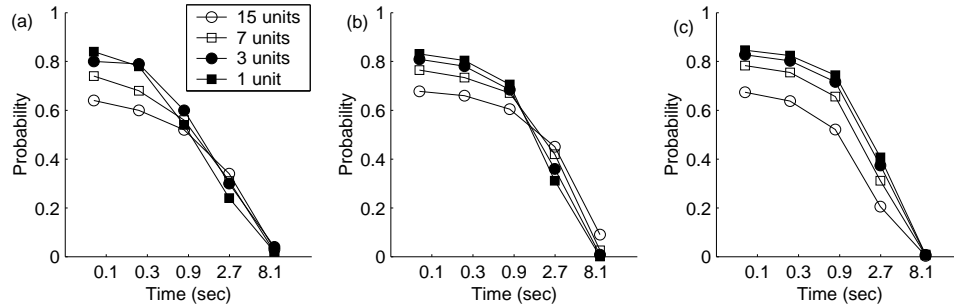 (a)
1
0.8
0.6
0.4
0.2
0
Probability
0.1 0.3 0.9 2.7 8.1
Time (sec)
15 units
7 units
3 units
1 unit
(b)
1
0.8
0.6
0.4
0.2
0
Probability
0.1 0.3 0.9 2.7 8.1
Time (sec)
(c)
1
0.8
0.6
0.4
0.2
0
Probability
0.1 0.3 0.9 2.7 8.1
Time (sec)